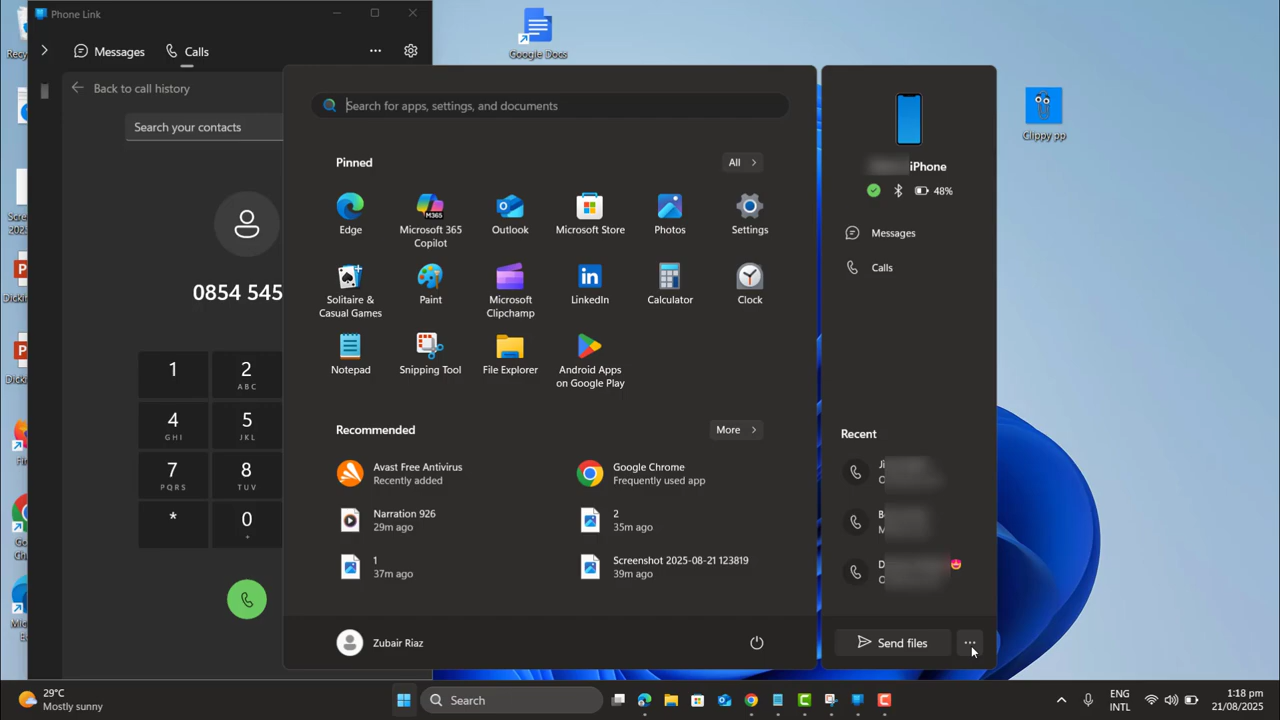 Phone Link
Messages
Calls
Back to call history
Search your contacts
0854 545
1
2
ABC
4
GHI
5
JKL
7
PQRS
8
TUV
*
0
+
Google Docs
Clippy pp
Search for apps, settings, and documents
Pinned
All
Edge
Microsoft 365
Copilot
Outlook
Microsoft Store
Photos
Settings
Solitaire &
Casual Games
Paint
Microsoft
Clipchamp
LinkedIn
Calculator
Clock
Notepad
Snipping Tool
File Explorer
Android Apps
on Google Play
Recommended
More
Avast Free Antivirus
Recently added
Google Chrome
Frequently used app
Narration 926
29m ago
2
35m ago
1
37m ago
Screenshot 2025-08-21 123819
39m ago
Zubair Riaz
iPhone
48%
Messages
Calls
Recent
Send files
29°C
Mostly sunny
Search
ENG
INTL
1:18 pm
21/08/2025